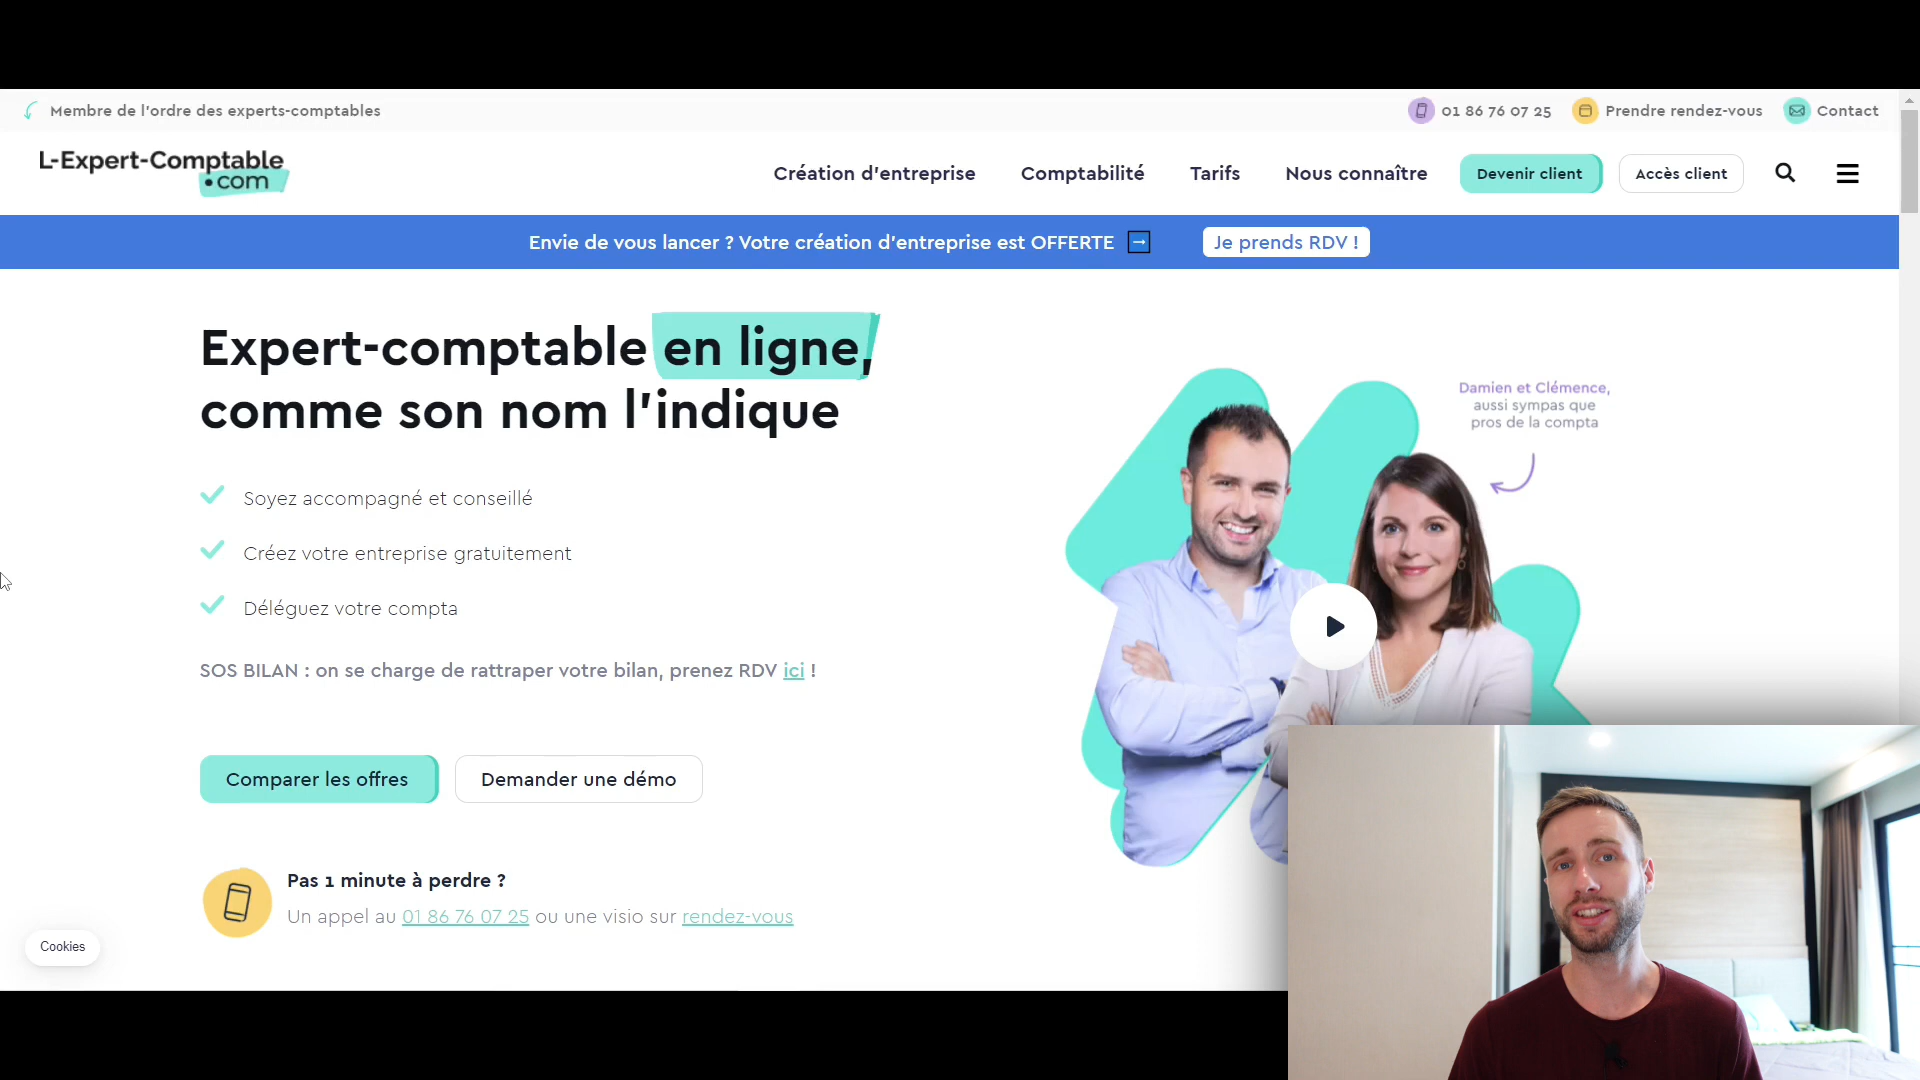 Membre de l'ordre des experts-comptables
01 86 76 07 25
Prendre rendez-vous
Contact
L-Expert-Comptable
.com
Création d'entreprise
Comptabilité
Tarifs
Nous connaître
Devenir client
Accès client
Envie de vous lancer ? Votre création d'entreprise est OFFERTE → Je prends RDV !
Expert-comptable en ligne,
comme son nom l'indique
Damien et Clémence,
aussi sympas que
pros de la compta
Soyez accompagné et conseillé
Créez votre entreprise gratuitement
Déléguez votre compta
SOS BILAN : on se charge de rattraper votre bilan, prenez RDV ici !
Comparer les offres
Demander une démo
Pas 1 minute à perdre ?
Un appel au 01 86 76 07 25 ou une visio sur rendez-vous
Cookies